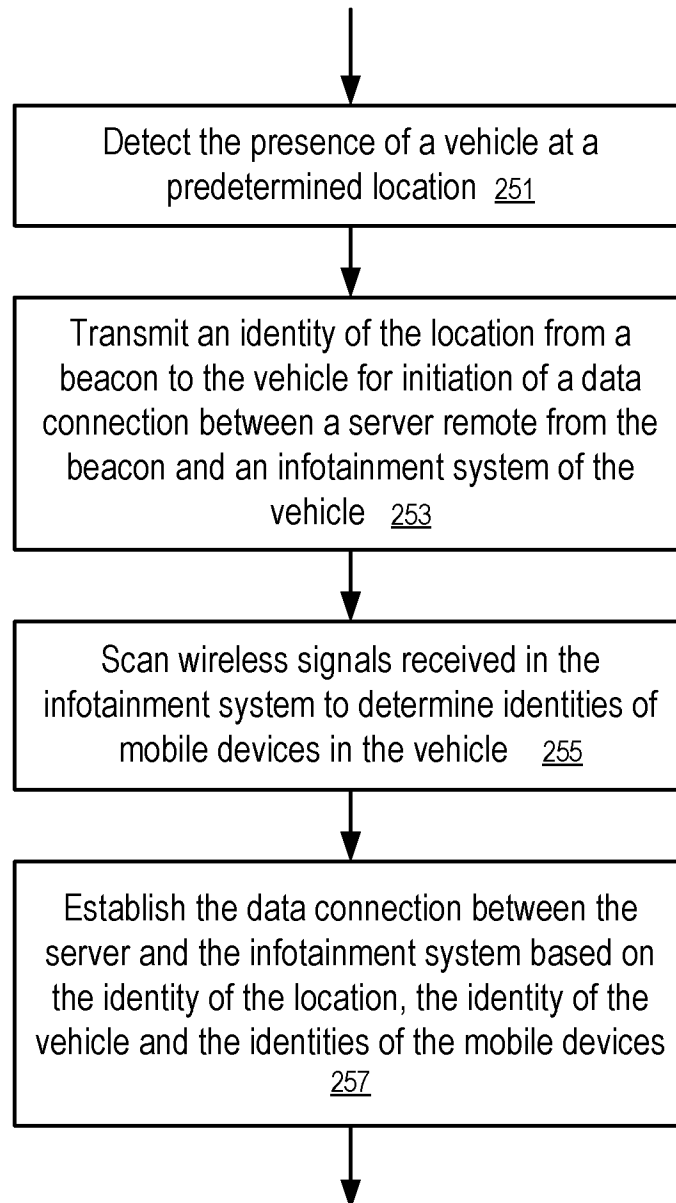 Detect the presence of a vehicle at a
predetermined location 251
Transmit an identity of the location from a
beacon to the vehicle for initiation of a data
connection between a server remote from the
beacon and an infotainment system of the
vehicle 253
Scan wireless signals received in the
infotainment system to determine identities of
mobile devices in the vehicle 255
Establish the data connection between the
server and the infotainment system based on
the identity of the location, the identity of the
vehicle and the identities of the mobile devices
257